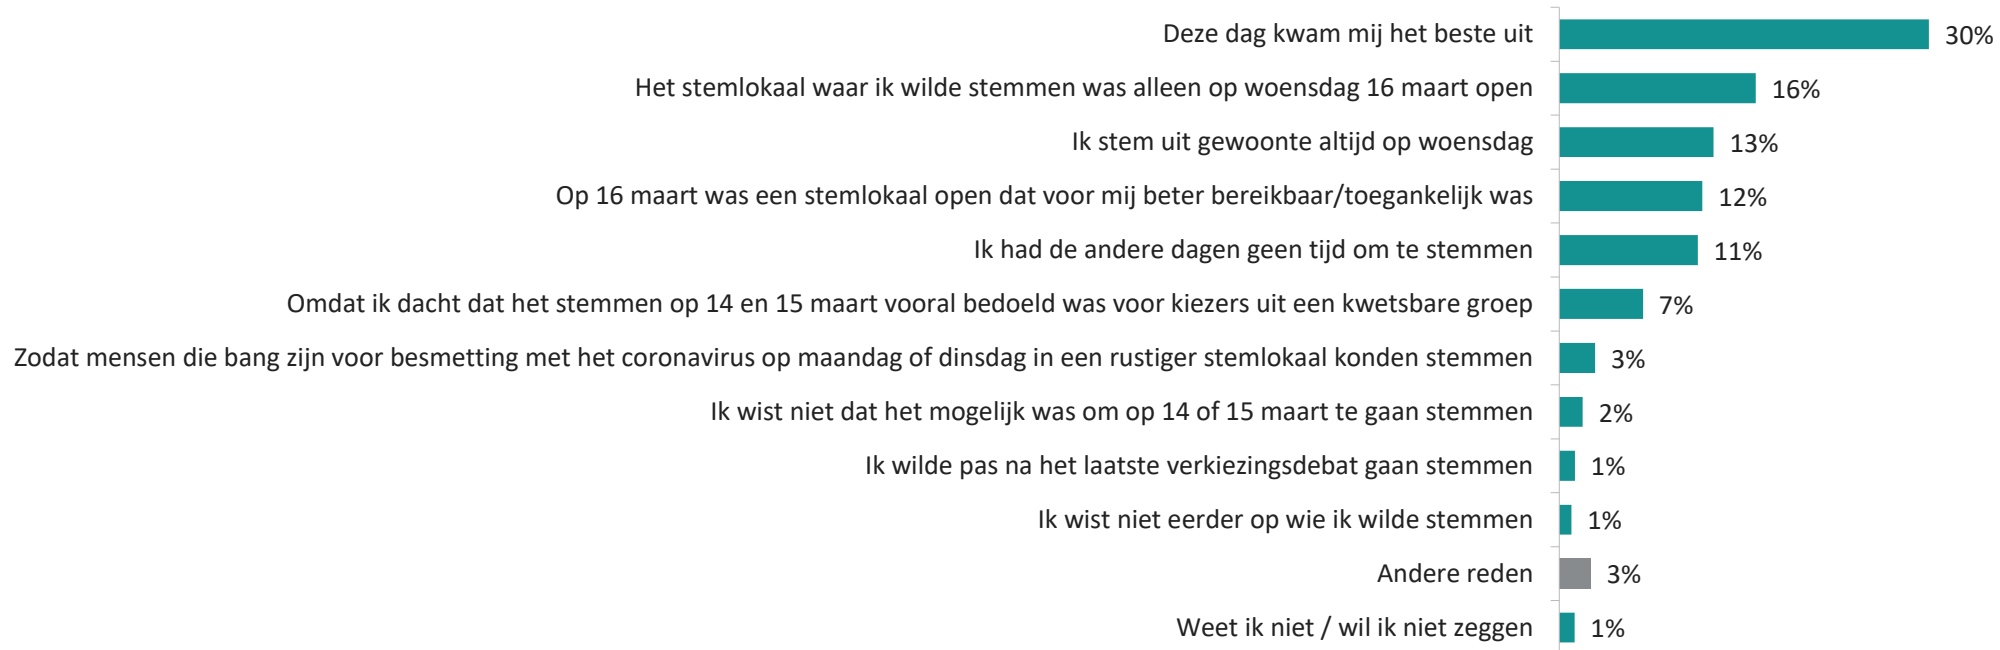 Deze dag kwam mij het beste uit 30%
Het stemlokaal waar ik wilde stemmen was alleen op woensdag 16 maart open 16%
Ik stem uit gewoonte altijd op woensdag 13%
Op 16 maart was een stemlokaal open dat voor mij beter bereikbaar/toegankelijk was 12%
Ik had de andere dagen geen tijd om te stemmen 11%
Omdat ik dacht dat het stemmen op 14 en 15 maart vooral bedoeld was voor kiezers uit een kwetsbare groep 7%
Zodat mensen die bang zijn voor besmetting met het coronavirus op maandag of dinsdag in een rustiger stemlokaal konden stemmen 3%
Ik wist niet dat het mogelijk was om op 14 of 15 maart te gaan stemmen 2%
Ik wilde pas na het laatste verkiezingsdebat gaan stemmen 1%
Ik wist niet eerder op wie ik wilde stemmen 1%
Andere reden 3%
Weet ik niet / wil ik niet zeggen 1%